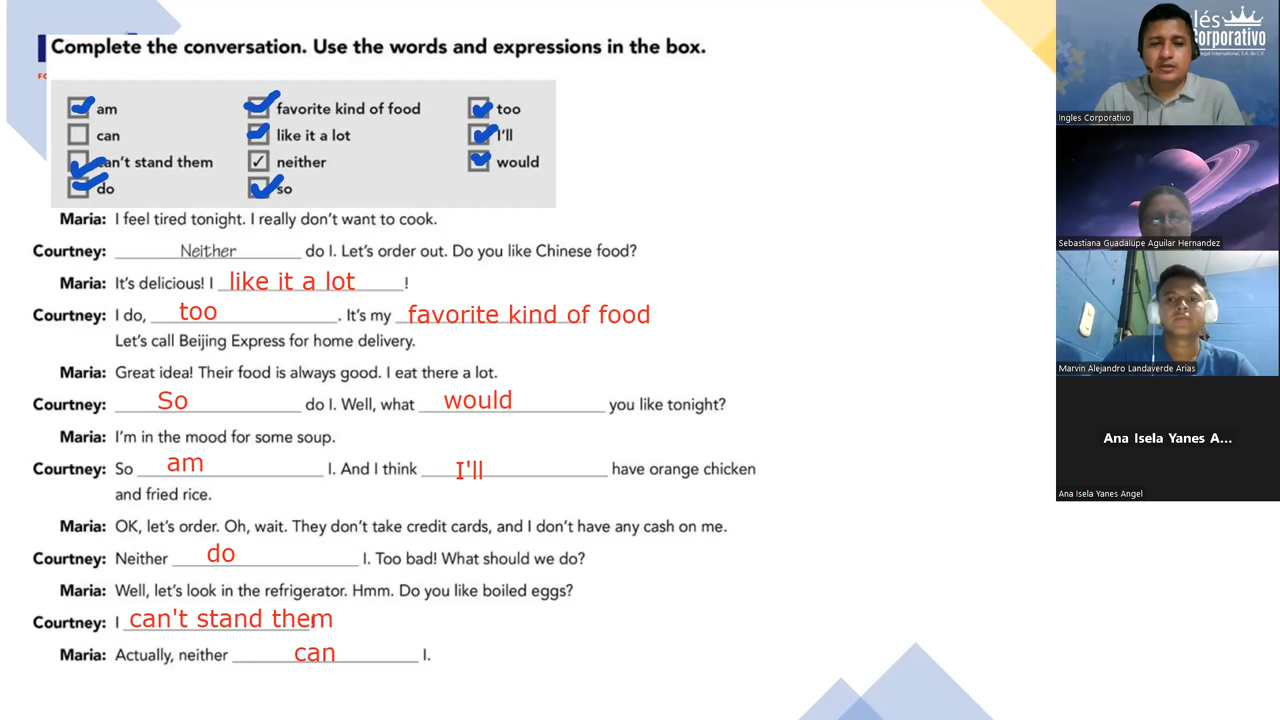 Complete the conversation. Use the words and expressions in the box.
am favorite kind of food too
can like it a lot I'll
can't stand them neither would
do so
Maria: I feel tired tonight. I really don't want to cook.
Courtney: Neither do I. Let's order out. Do you like Chinese food?
Maria: It's delicious! I like it a lot !
Courtney: I do, too . It's my favorite kind of food
Let's call Beijing Express for home delivery.
Maria: Great idea! Their food is always good. I eat there a lot.
Courtney: So do I. Well, what would you like tonight?
Maria: I'm in the mood for some soup.
Courtney: So am I. And I think I'll have orange chicken
and fried rice.
Maria: OK, let's order. Oh, wait. They don't take credit cards, and I don't have any cash on me.
Courtney: Neither do I. Too bad! What should we do?
Maria: Well, let's look in the refrigerator. Hmm. Do you like boiled eggs?
Courtney: I can't stand them !
Maria: Actually, neither can I.
Corporativo
Ingles Corporativo
Sebastiana Guadalupe Aguilar Hernandez
Marvin Alejandro Landaverde Arias
Ana Isela Yanes A...
Ana Isela Yanes Angel